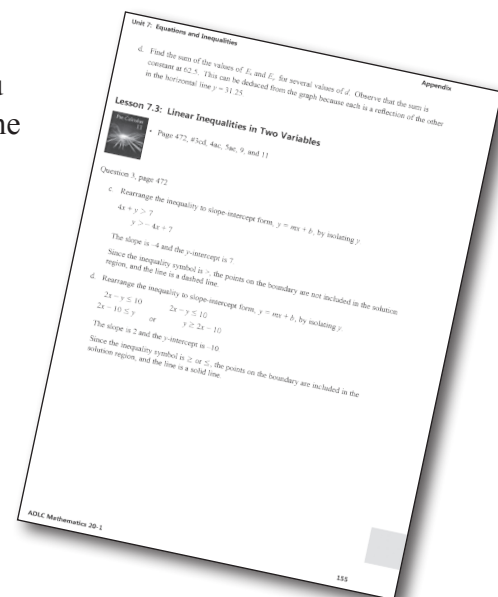 ne
Unit 7: Equations and Inequalities
Appendix
d. Find the sum of the values of E₁ and E₂ for several values of d. Observe that the sum is
constant at 62.5. This can be deduced from the graph because each is a reflection of the other
in the horizontal line y = 31.25
Lesson 7.3: Linear Inequalities in Two Variables
Pre-Calculus
11
• Page 472, #3cd, 4ac, 5ac, 9, and 11
Question 3, page 472
c. Rearrange the inequality to slope-intercept form, y = mx + b, by isolating y.
4x + y > 7
y > – 4x + 7
The slope is –4 and the y-intercept is 7.
Since the inequality symbol is >, the points on the boundary are not included in the solution
region, and the line is a dashed line.
d. Rearrange the inequality to slope-intercept form, y = mx + b, by isolating y.
2x – y ≤ 10 2x – y ≤ 10
2x – 10 ≤ y or y ≥ 2x – 10
The slope is 2 and the y-intercept is –10
Since the inequality symbol is ≥ or ≤, the points on the boundary are included in the
solution region, and the line is a solid line.
ADLC Mathematics 20-1
155